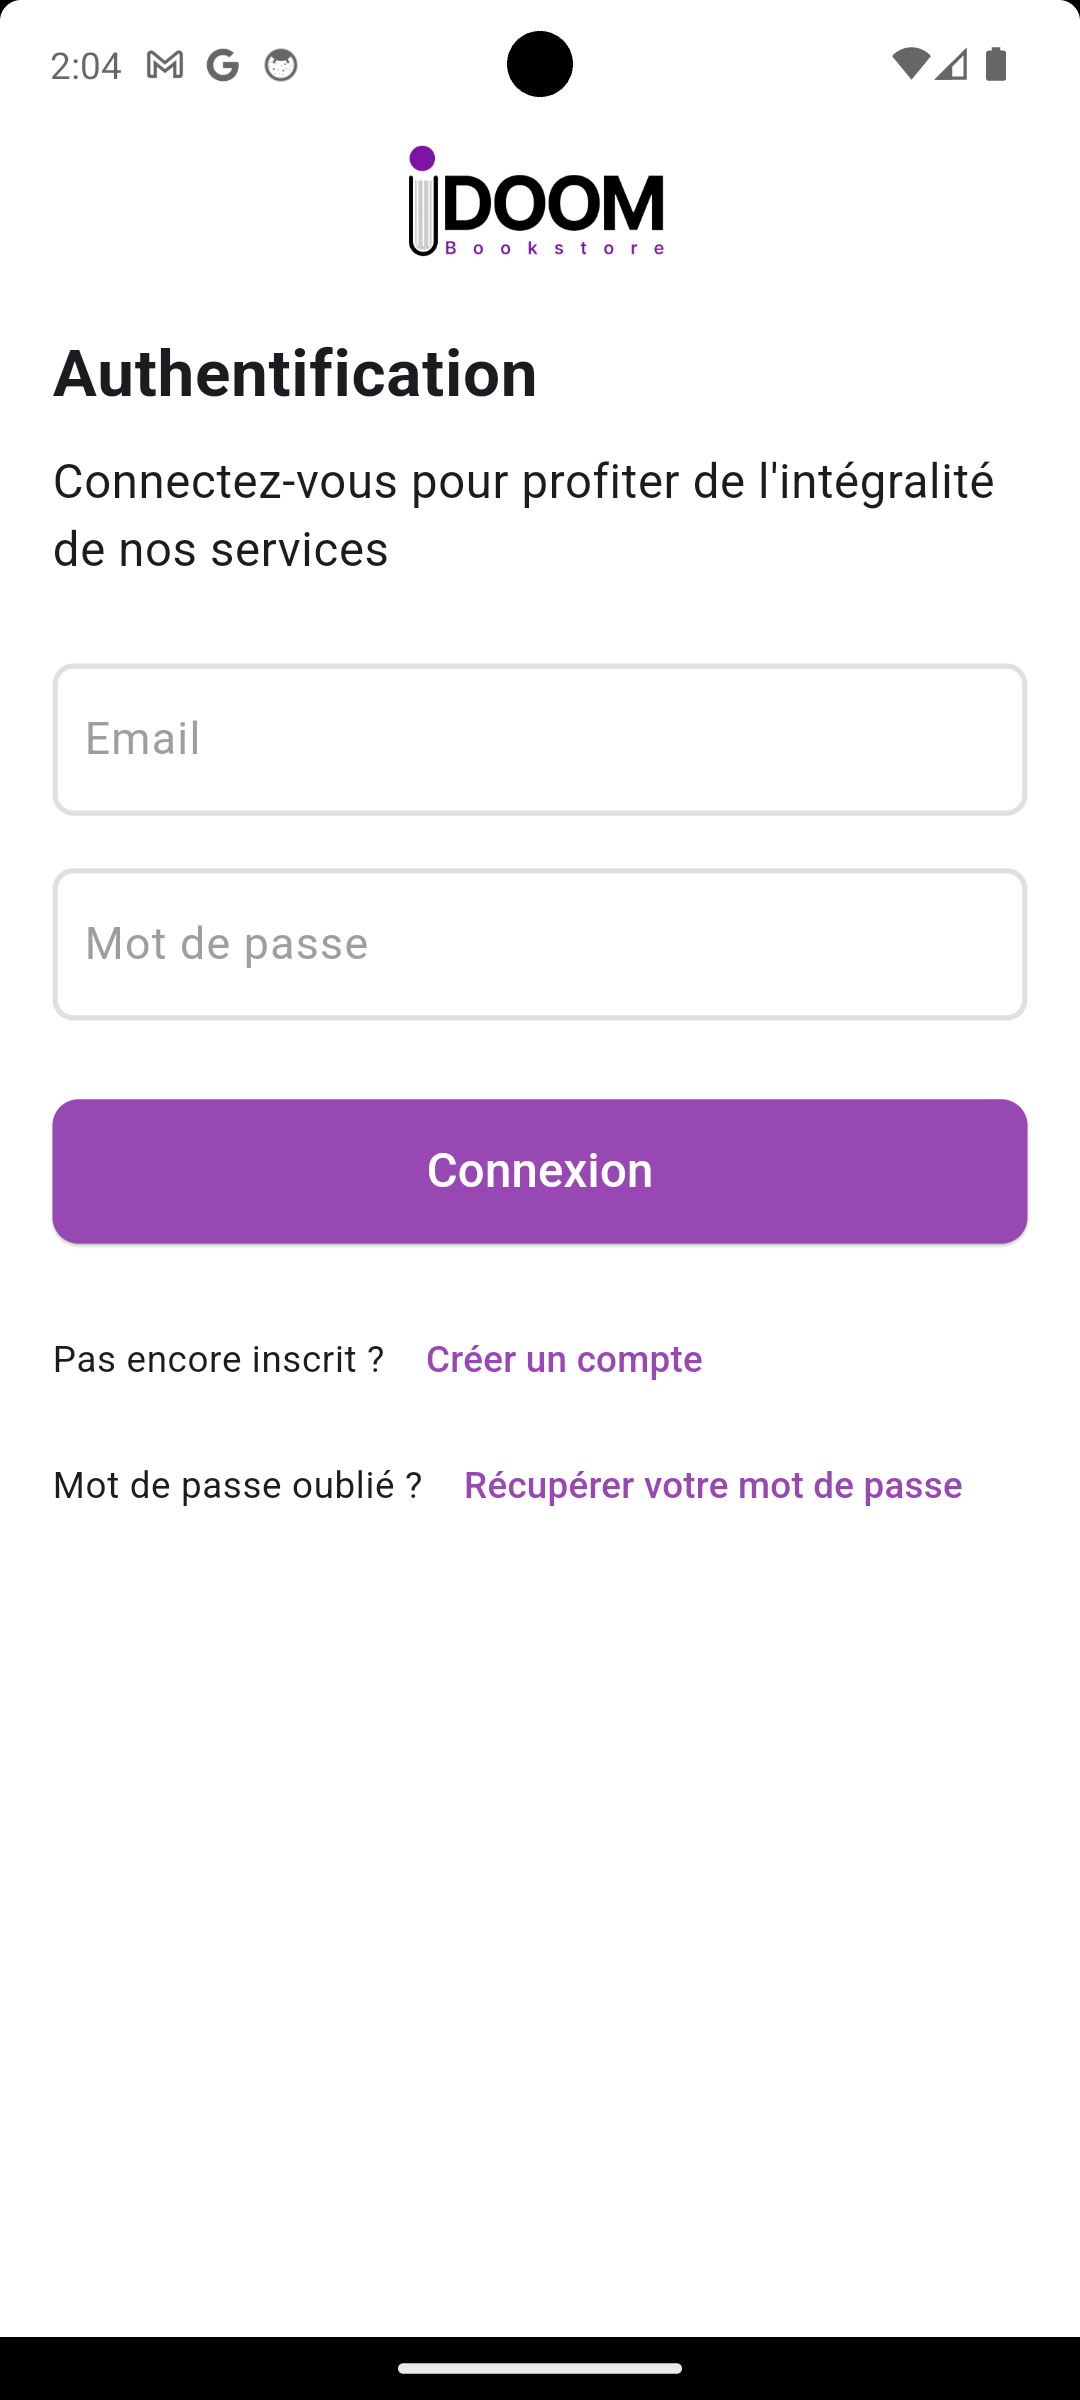 2:04
iDOOM
Bookstore
Authentification
Connectez-vous pour profiter de l'intégralité
de nos services
Email
Mot de passe
Connexion
Pas encore inscrit ? Créer un compte
Mot de passe oublié ? Récupérer votre mot de passe